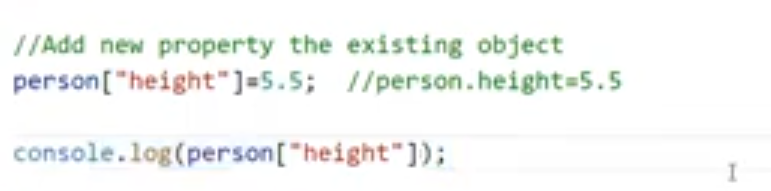 //Add new property the existing object
person["height"]=5.5;  //person.height=5.5
console.log(person["height"]);